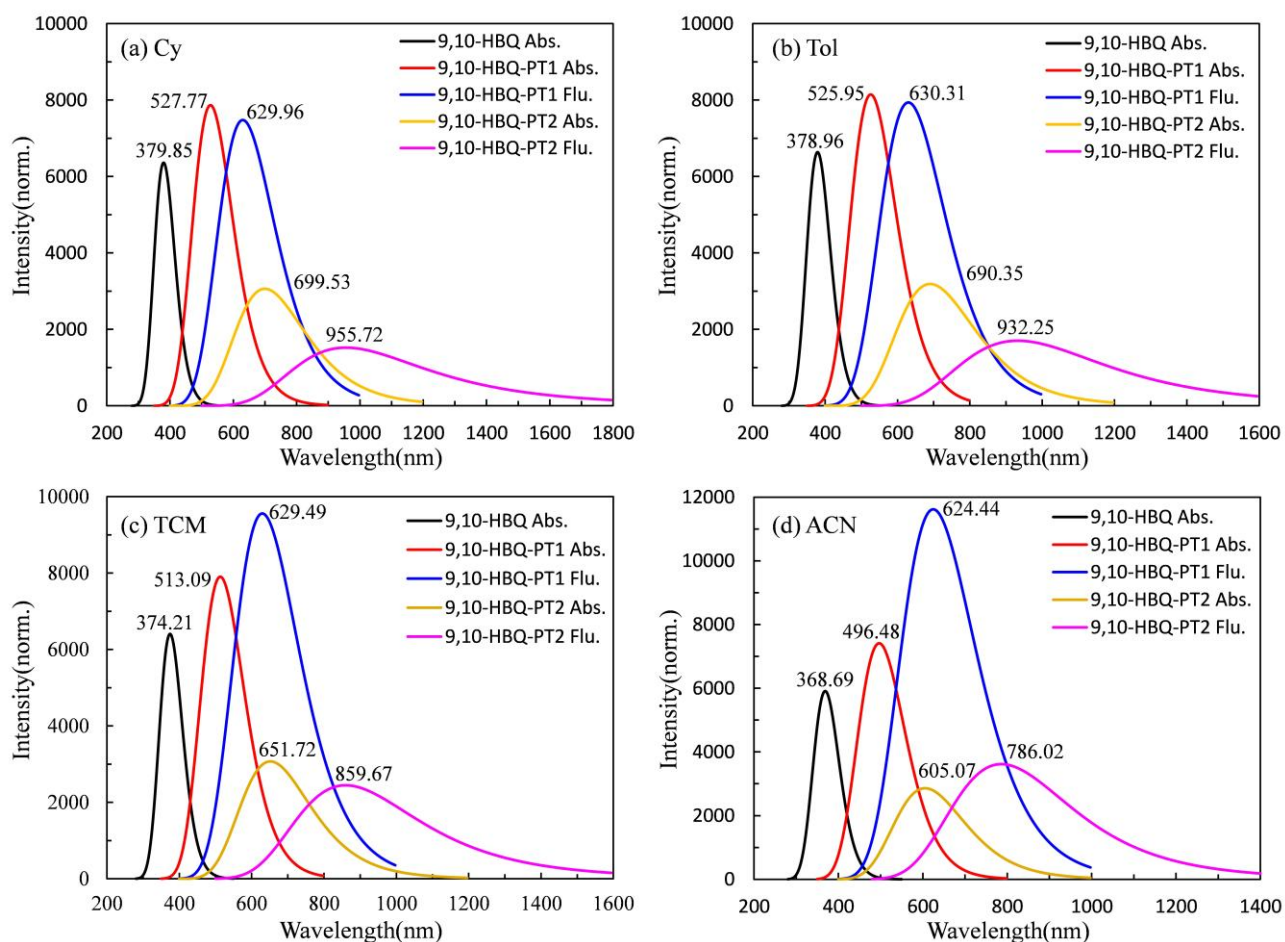 (a) Cy
9,10-HBQ Abs.
9,10-HBQ-PT1 Abs.
9,10-HBQ-PT1 Flu.
9,10-HBQ-PT2 Abs.
9,10-HBQ-PT2 Flu.
379.85
527.77
629.96
699.53
955.72
Intensity(norm.)
10000
8000
6000
4000
2000
0
200 400 600 800 1000 1200 1400 1600 1800
Wavelength(nm)
(b) Tol
9,10-HBQ Abs.
9,10-HBQ-PT1 Abs.
9,10-HBQ-PT1 Flu.
9,10-HBQ-PT2 Abs.
9,10-HBQ-PT2 Flu.
378.96
525.95
630.31
690.35
932.25
Intensity(norm.)
10000
8000
6000
4000
2000
0
200 400 600 800 1000 1200 1400 1600
Wavelength(nm)
(c) TCM
9,10-HBQ Abs.
9,10-HBQ-PT1 Abs.
9,10-HBQ-PT1 Flu.
9,10-HBQ-PT2 Abs.
9,10-HBQ-PT2 Flu.
374.21
513.09
629.49
651.72
859.67
Intensity(norm.)
10000
8000
6000
4000
2000
0
200 400 600 800 1000 1200 1400 1600
Wavelength(nm)
(d) ACN
9,10-HBQ Abs.
9,10-HBQ-PT1 Abs.
9,10-HBQ-PT1 Flu.
9,10-HBQ-PT2 Abs.
9,10-HBQ-PT2 Flu.
368.69
496.48
624.44
605.07
786.02
Intensity(norm.)
12000
10000
8000
6000
4000
2000
0
200 400 600 800 1000 1200 1400
Wavelength(nm)